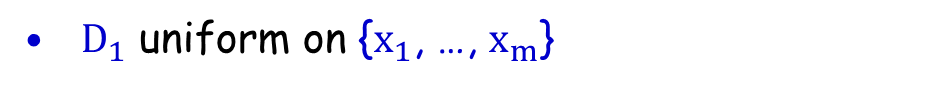 • D₁ uniform on {x₁, …, xₘ}